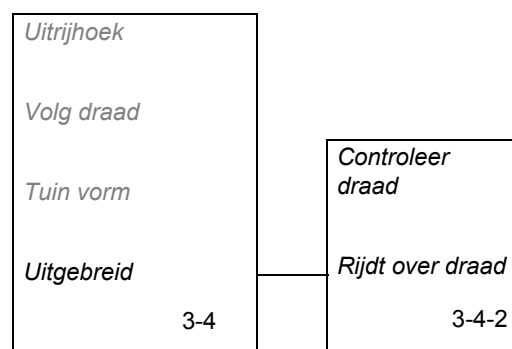 Uitrijhoek
Volg draad
Tuin vorm
Uitgebreid
3-4
Controleer
draad
Rijdt over draad
3-4-2